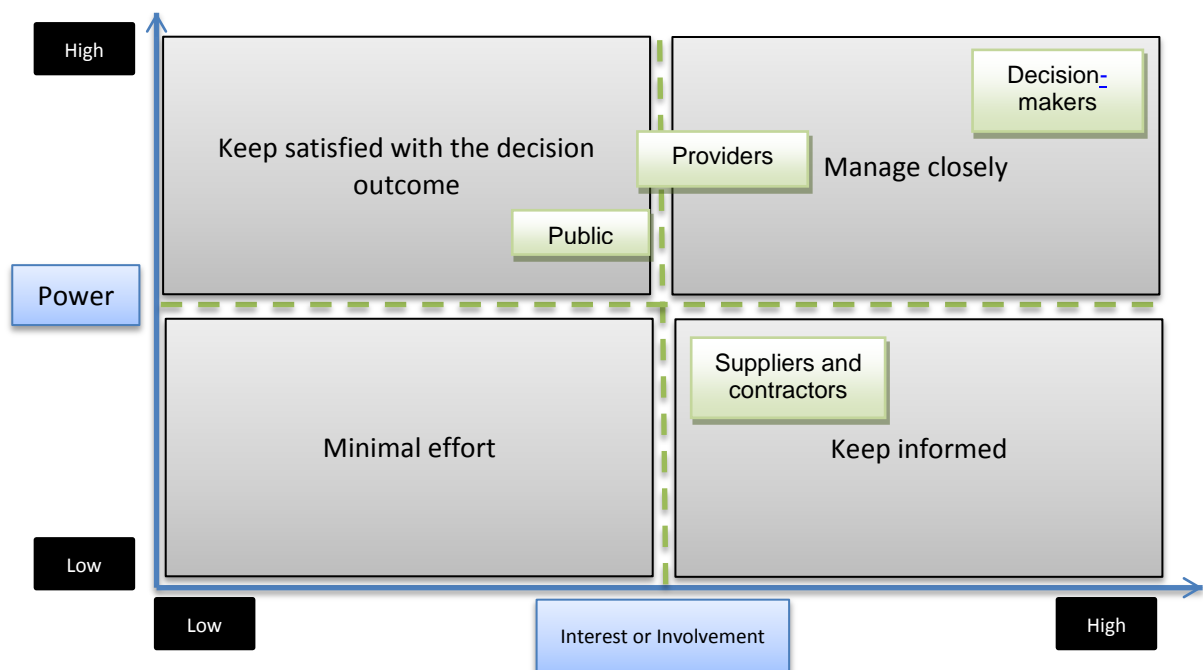 High
Decision-
makers
Keep satisfied with the decision
outcome
Providers
Manage closely
Public
Power
Suppliers and
contractors
Minimal effort
Keep informed
Low
Low
Interest or Involvement
High